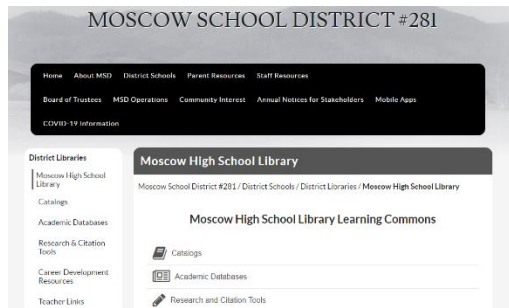 MOSCOW SCHOOL DISTRICT #281
Home About MSD District Schools Parent Resources Staff Resources
Board of Trustees MSD Operations Community Interest Annual Notices for Stakeholders Mobile Apps
COVID-19 Information
District Libraries
Moscow High School
Library
Catalogs
Academic Databases
Research & Citation
Tools
Career Development
Resources
Teacher Links
Moscow High School Library
Moscow School District #281 / District Schools / District Libraries / Moscow High School Library
Moscow High School Library Learning Commons
Catalogs
Academic Databases
Research and Citation Tools